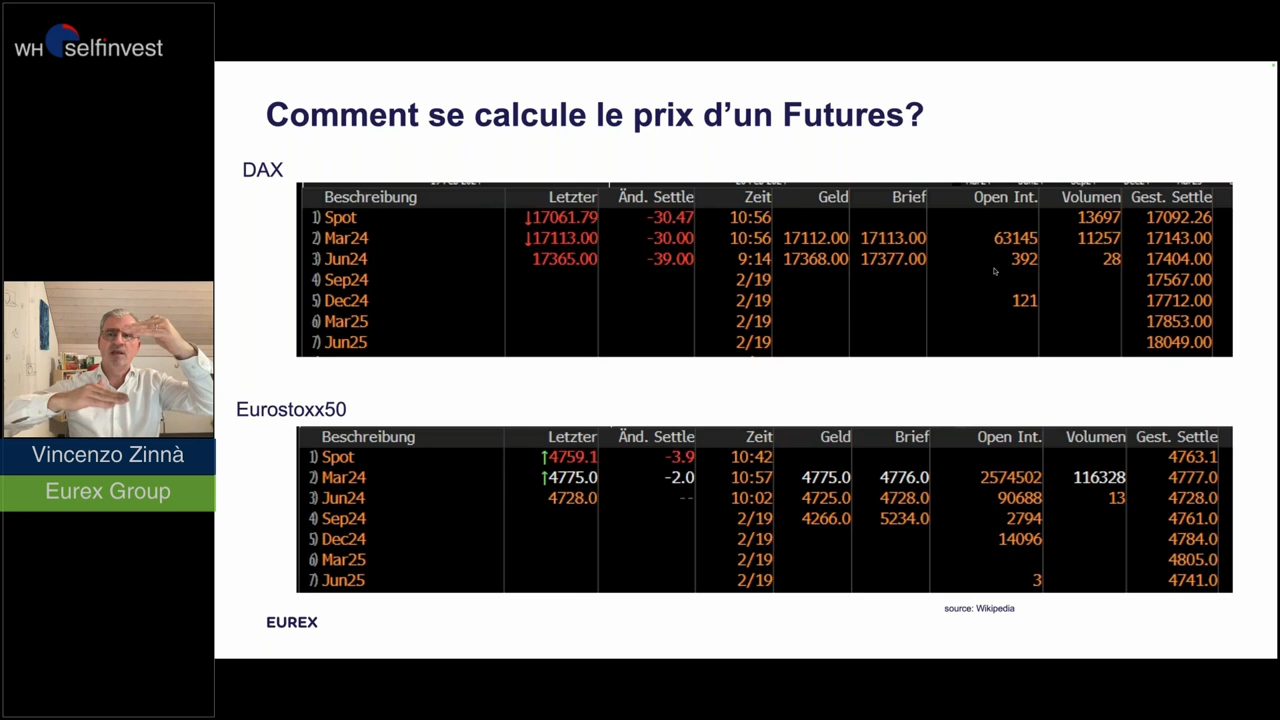 WH selfinvest
Comment se calcule le prix d'un Futures?
DAX
Beschreibung Letzter Änd. Settle Zeit Geld Brief Open Int. Volumen Gest. Settle
1) Spot ↓17061.79 -30.47 10:56 13697 17092.26
2) Mar24 ↓17113.00 -30.00 10:56 17112.00 17113.00 63145 11257 17143.00
3) Jun24 17365.00 -39.00 9:14 17368.00 17377.00 392 28 17404.00
4) Sep24 2/19 17567.00
5) Dec24 2/19 121 17712.00
6) Mar25 2/19 17853.00
7) Jun25 2/19 18049.00
Eurostoxx50
Beschreibung Letzter Änd. Settle Zeit Geld Brief Open Int. Volumen Gest. Settle
1) Spot ↑4759.1 -3.9 10:42 4763.1
2) Mar24 ↑4775.0 -2.0 10:57 4775.0 4776.0 2574502 116328 4777.0
3) Jun24 4728.0 -- 10:02 4725.0 4728.0 90688 13 4728.0
4) Sep24 2/19 4266.0 5234.0 2794 4761.0
5) Dec24 2/19 14096 4784.0
6) Mar25 2/19 4805.0
7) Jun25 2/19 3 4741.0
source: Wikipedia
EUREX
Vincenzo Zinnà
Eurex Group